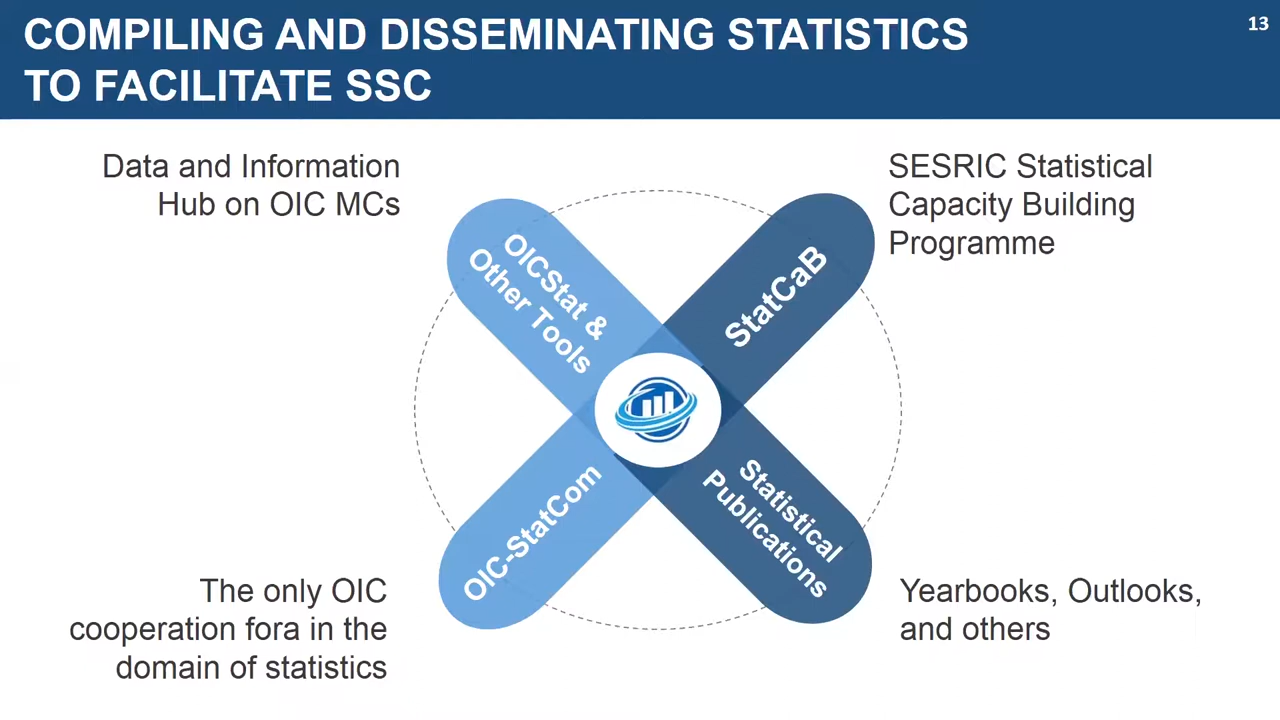 COMPILING AND DISSEMINATING STATISTICS
TO FACILITATE SSC
13
Data and Information
Hub on OIC MCs
OICStat &
Other Tools
StatCaB
SESRIC Statistical
Capacity Building
Programme
OIC-StatCom
The only OIC
cooperation fora in the
domain of statistics
Statistical
Publications
Yearbooks, Outlooks,
and others